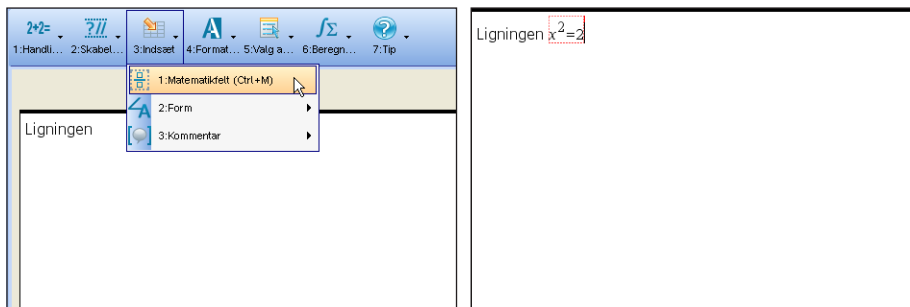 2+2=
?//
A
∫Σ
?
1:Handli... 2:Skabel... 3:Indsæt 4:Format... 5:Valg a... 6:Beregn... 7:Tip
1:Matematikfelt (Ctrl+M)
2:Form
3:Kommentar
Ligningen
Ligningen x²=2